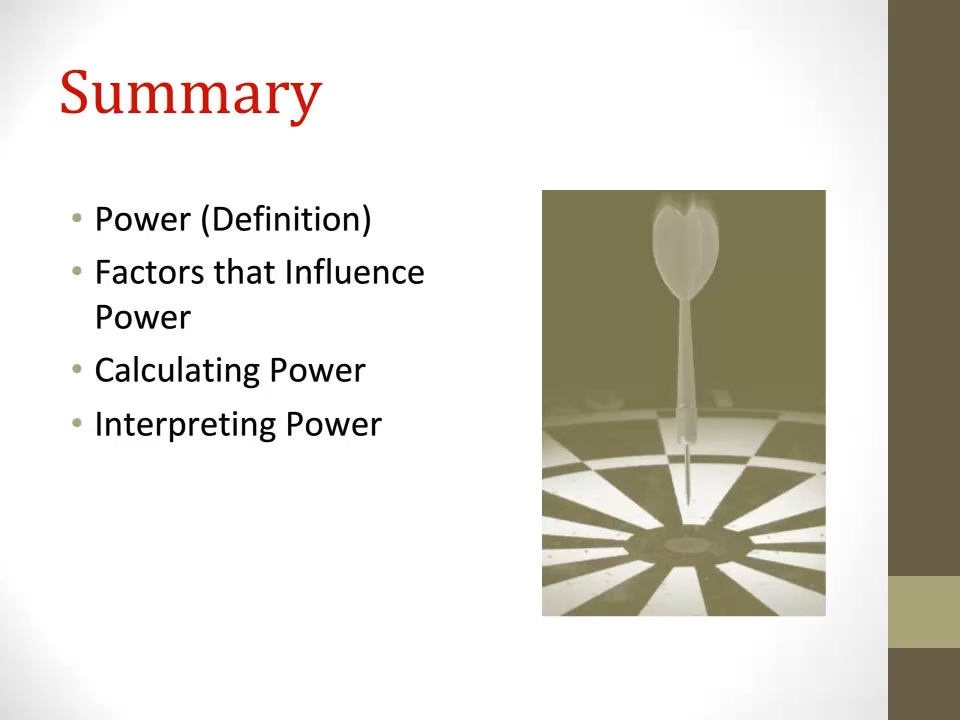 Summary
• Power (Definition)
• Factors that Influence
Power
• Calculating Power
• Interpreting Power